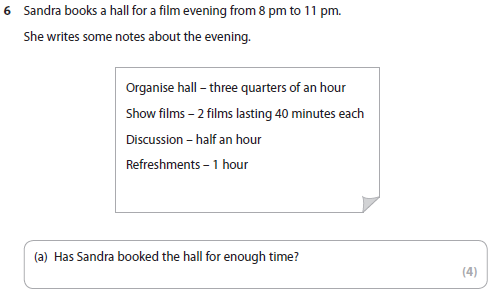 6 Sandra books a hall for a film evening from 8 pm to 11 pm.
She writes some notes about the evening.
Organise hall – three quarters of an hour
Show films – 2 films lasting 40 minutes each
Discussion – half an hour
Refreshments – 1 hour
(a) Has Sandra booked the hall for enough time?
(4)